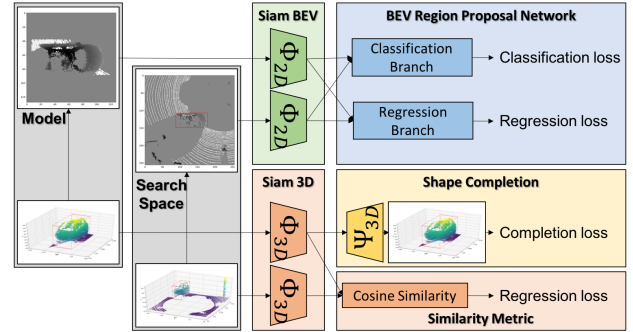 Siam BEV
BEV Region Proposal Network
Φ2D
Classification
Branch
Classification loss
Model
Φ2D
Regression
Branch
Regression loss
Search
Space
Siam 3D
Shape Completion
Φ3D
Ψ3D
Completion loss
Φ3D
Cosine Similarity
Regression loss
Similarity Metric